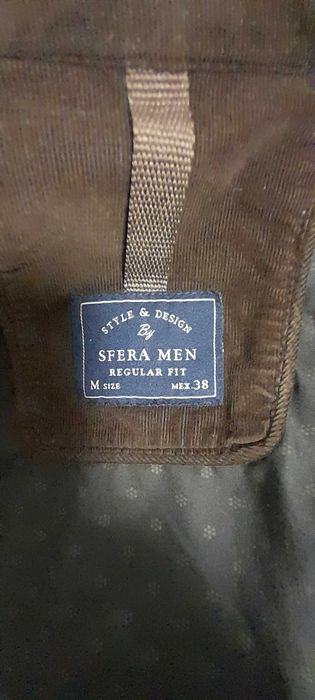 STYLE & DESIGN
By
SFERA MEN
REGULAR FIT
M SIZE MEX.38